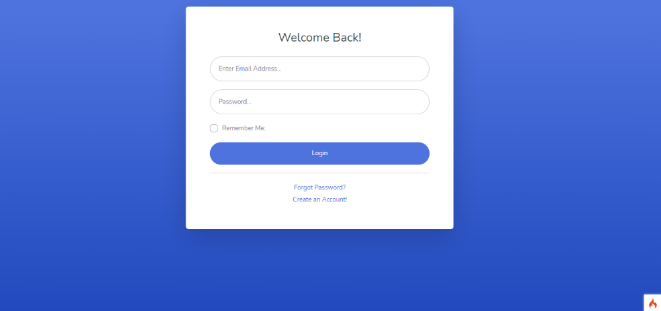 Welcome Back!
Enter Email Address...
Password...
Remember Me
Login
Forgot Password?
Create an Account!